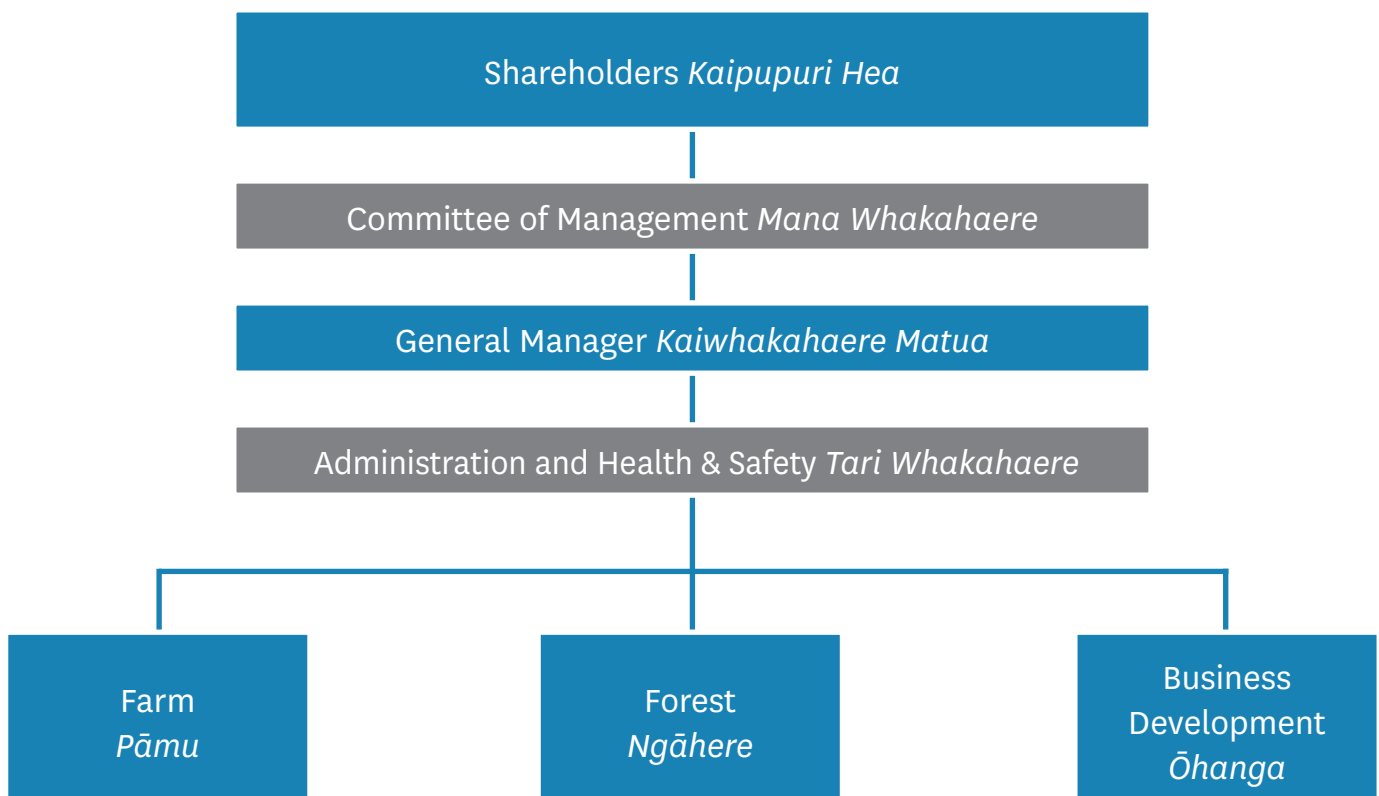 Shareholders Kaipupuri Hea
Committee of Management Mana Whakahaere
General Manager Kaiwhakahaere Matua
Administration and Health & Safety Tari Whakahaere
Farm
Pāmu
Forest
Ngāhere
Business
Development
Ōhanga